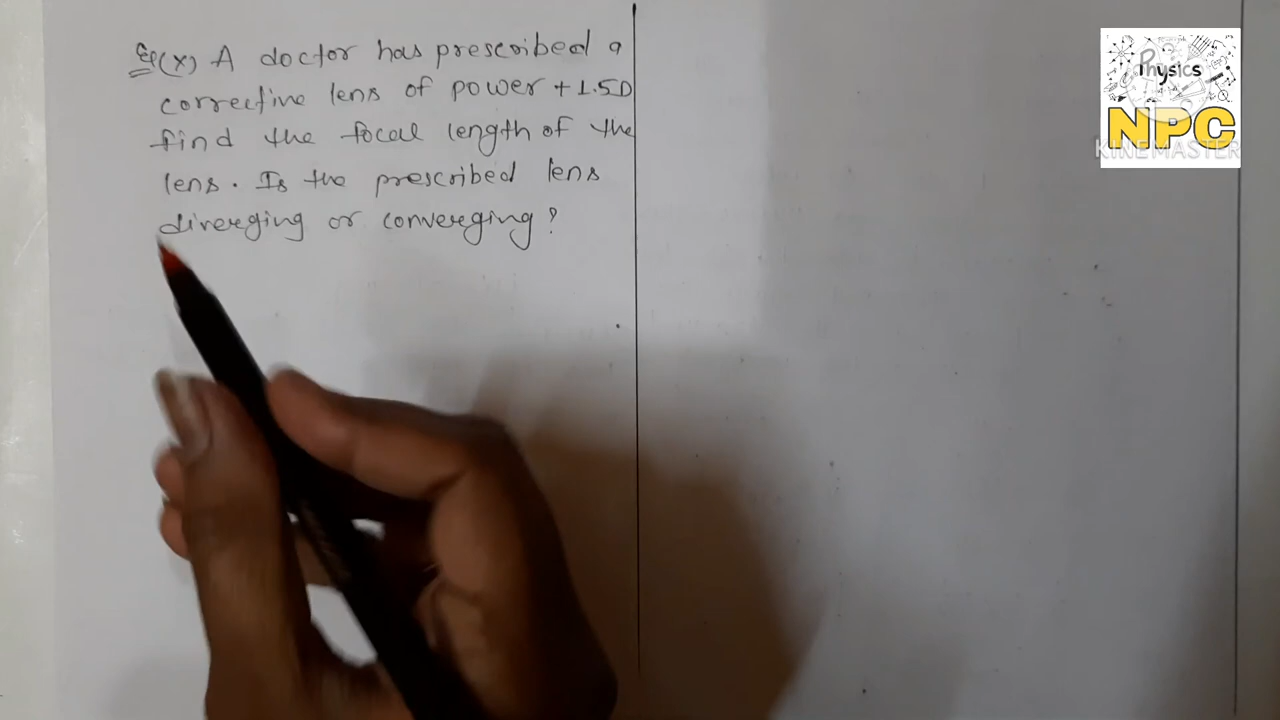 Ex(X) A doctor has prescribed a
corrective lens of power +1.5D
find the focal length of the
lens. Is the prescribed lens
diverging or converging?
Physics
NPC
KINEMASTER